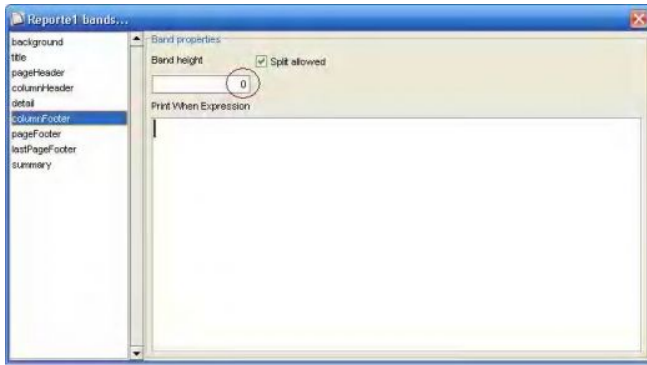 Reporte1 bands...
background
title
pageHeader
columnHeader
detail
columnFooter
pageFooter
lastPageFooter
summary
Band properties
Band height
Split allowed
0
Print When Expression